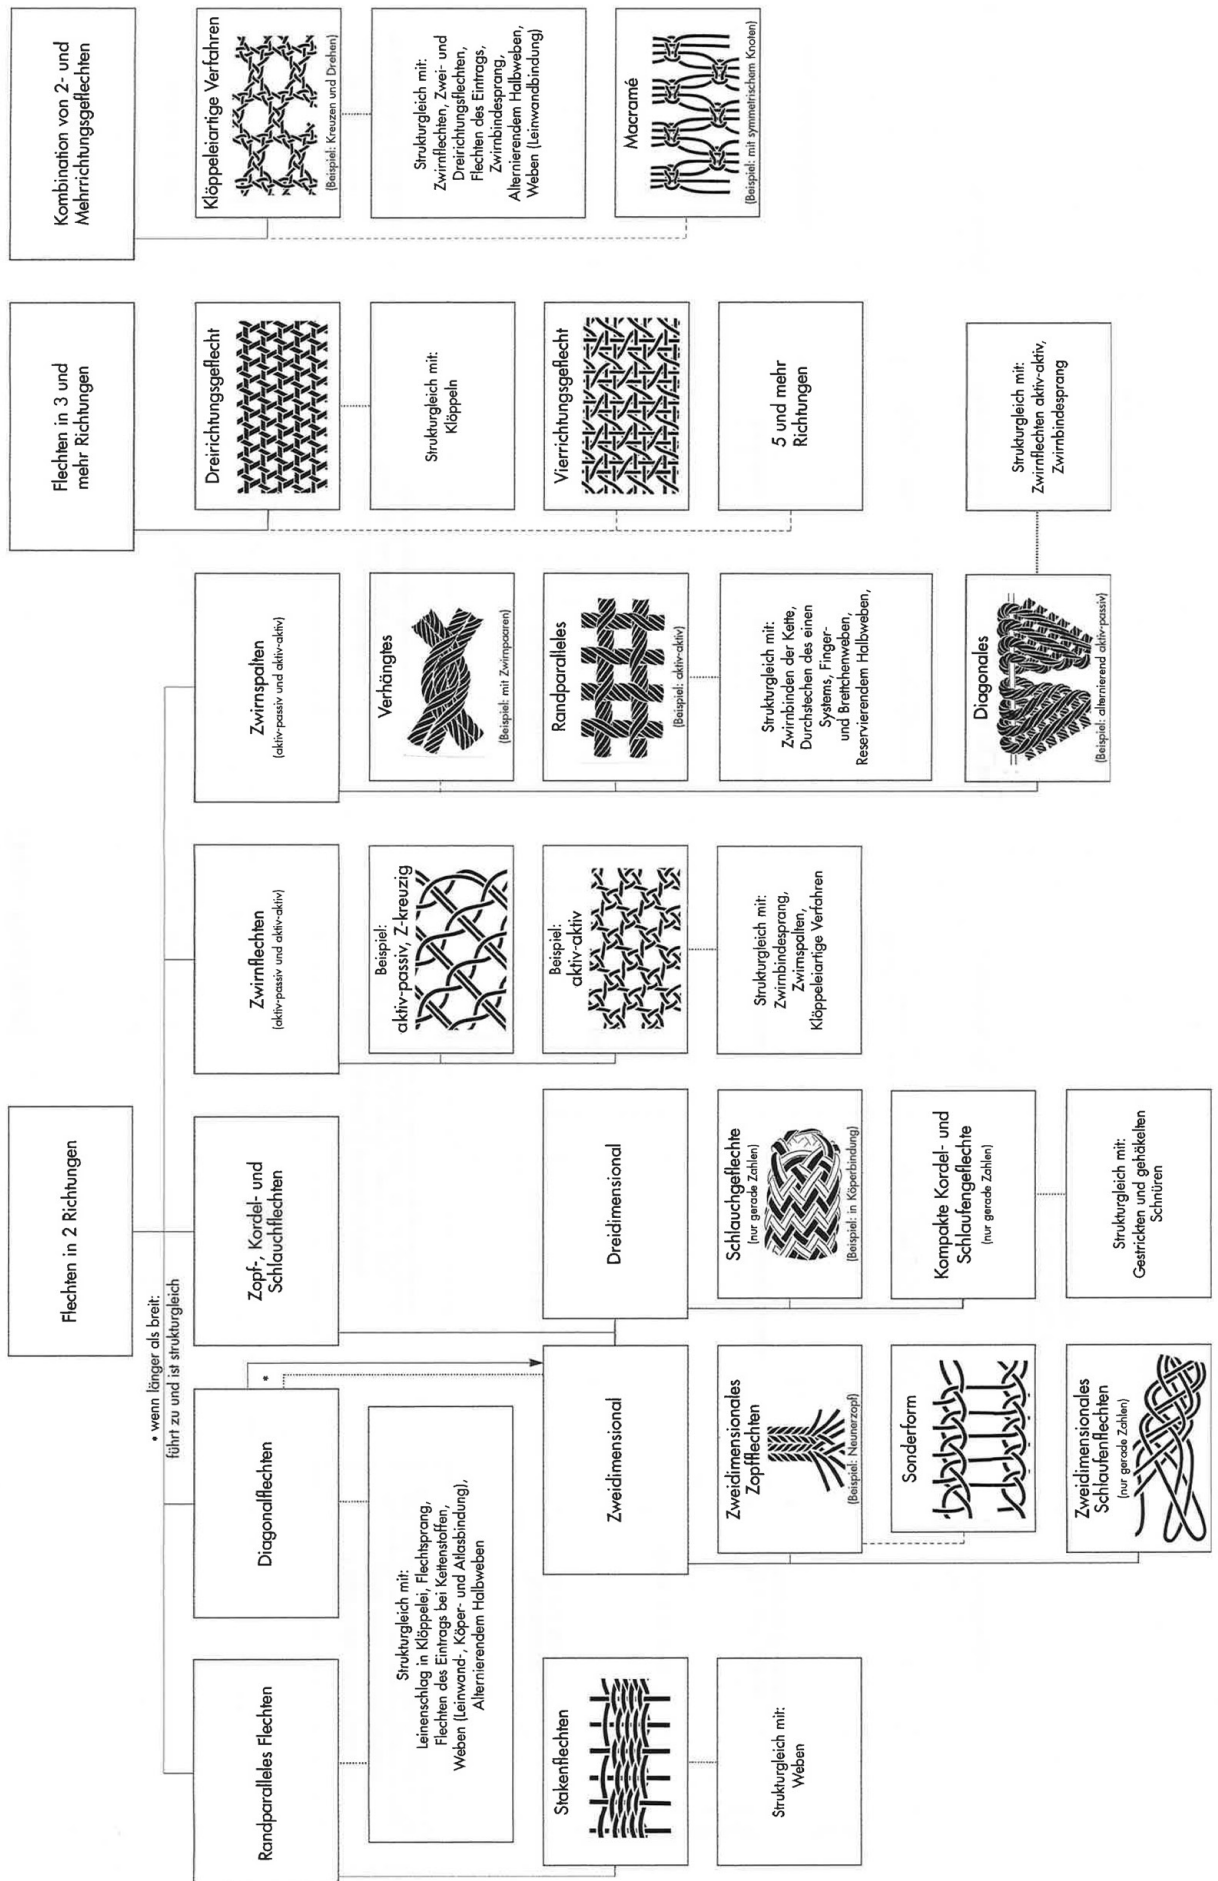 Flechten in 2 Richtungen
* wenn länger als breit:
führt zu und ist strukturgleich
Randparalleles Flechten
Diagonalflechten
*
Strukturgleich mit:
Leinenschlag in Klöppelei, Flechtsprang,
Flechten des Eintrags bei Kettenstoffen,
Weben (Leinwand-, Köper- und Atlasbindung),
Alternierendem Halbweben
Stakenflechten
Strukturgleich mit:
Weben
Zopf-, Kordel- und
Schlauchflechten
Zweidimensional
Zweidimensionales
Zopfflechten
(Beispiel: Neunerzopf)
Sonderform
Zweidimensionales
Schlaufenflechten
(nur gerade Zahlen)
Dreidimensional
Schlauchgeflechte
(nur gerade Zahlen)
(Beispiel: in Köperbindung)
Kompakte Kordel- und
Schlaufengeflechte
(nur gerade Zahlen)
Strukturgleich mit:
Gestrickten und gehäkelten
Schnüren
Zwirnflechten
(aktiv-passiv und aktiv-aktiv)
Beispiel:
aktiv-passiv, Z-kreuzig
Beispiel:
aktiv-aktiv
Strukturgleich mit:
Zwirnbindesprang,
Zwirnspalten,
Klöppeleiartige Verfahren
Zwirnspalten
(aktiv-passiv und aktiv-aktiv)
Verhängtes
(Beispiel: mit Zwirnpaaren)
Randparalleles
(Beispiel: aktiv-aktiv)
Strukturgleich mit:
Zwirnbinden der Kette,
Durchstechen des einen
Systems, Finger-
und Brettchenweben,
Reservierendem Halbweben,
Diagonales
(Beispiel: alternierend aktiv-passiv)
Strukturgleich mit:
Zwirnflechten aktiv-aktiv,
Zwirnbindesprang
Flechten in 3 und
mehr Richtungen
Dreirichtungsgeflecht
Strukturgleich mit:
Klöppeln
Vierrichtungsgeflecht
5 und mehr
Richtungen
Kombination von 2- und
Mehrrichtungsgeflechten
Klöppeleiartige Verfahren
(Beispiel: Kreuzen und Drehen)
Strukturgleich mit:
Zwirnflechten, Zwei- und
Dreirichtungsflechten,
Flechten des Eintrags,
Zwirnbindesprang,
Alternierendem Halbweben,
Weben (Leinwandbindung)
Macramé
(Beispiel: mit symmetrischem Knoten)